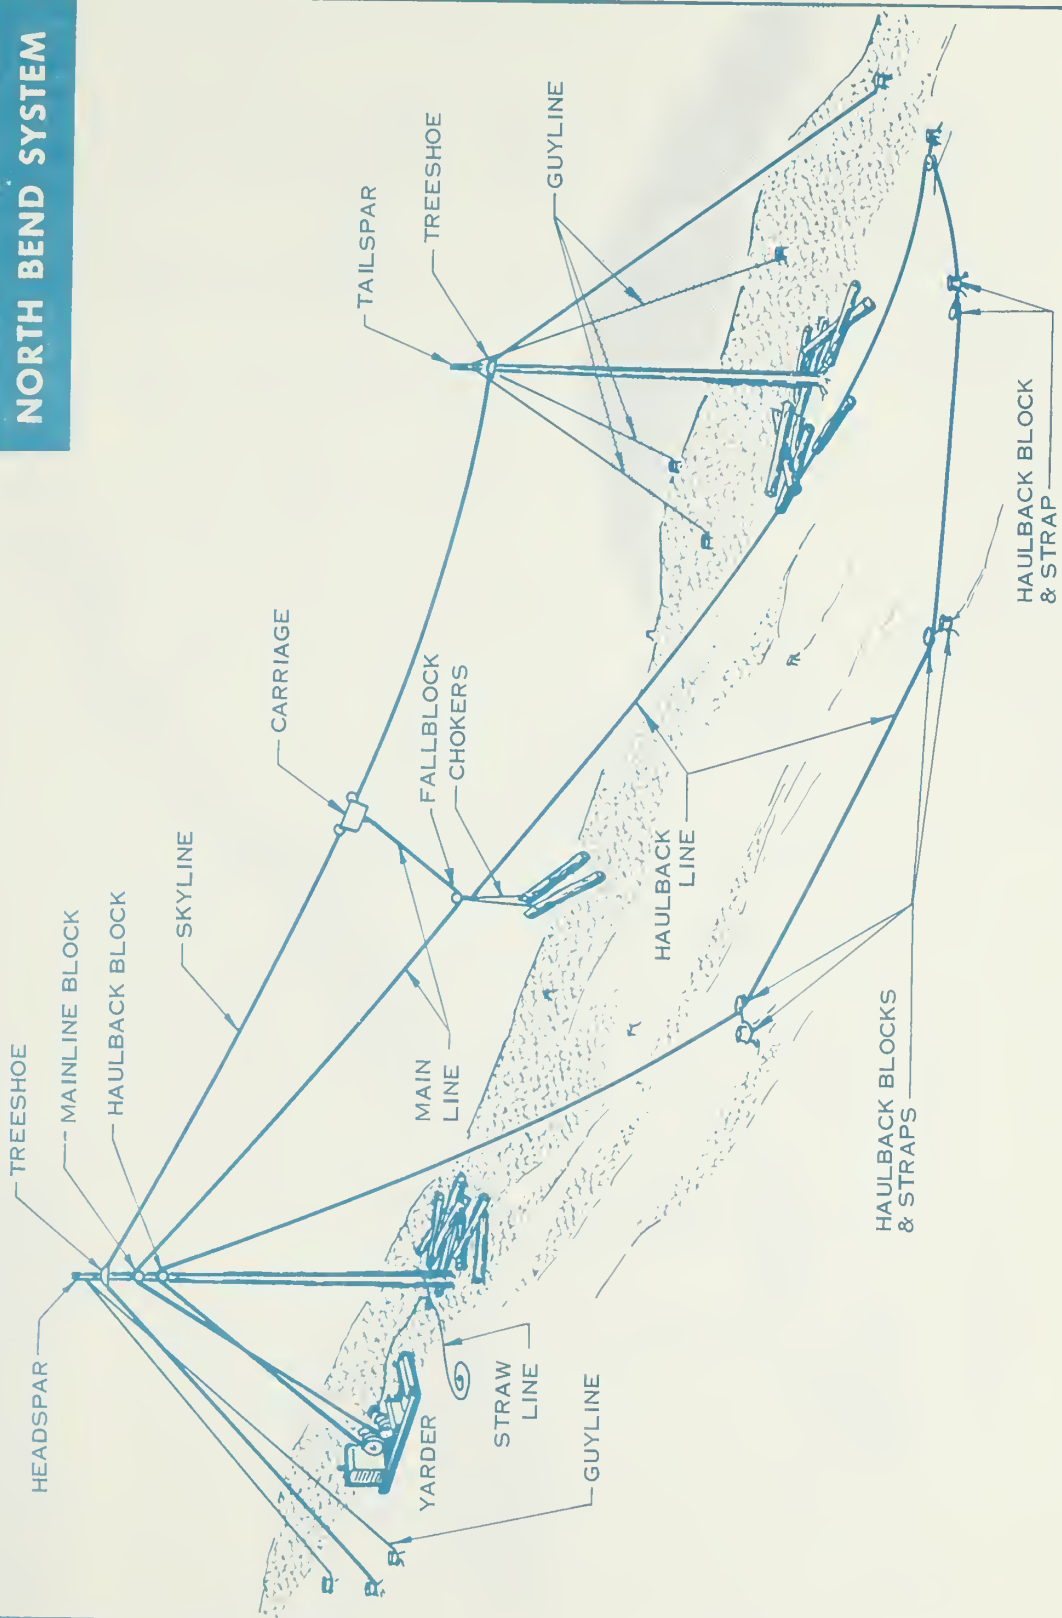 NORTH BEND SYSTEM
HEADSPAR
TREESHOE
MAINLINE BLOCK
HAULBACK BLOCK
SKYLINE
CARRIAGE
TAILSPAR
TREESHOE
GUYLINE
FALLBLOCK
CHOKERS
MAIN
LINE
YARDER
STRAW
LINE
GUYLINE
HAULBACK
LINE
HAULBACK BLOCKS
& STRAPS
HAULBACK BLOCK
& STRAP